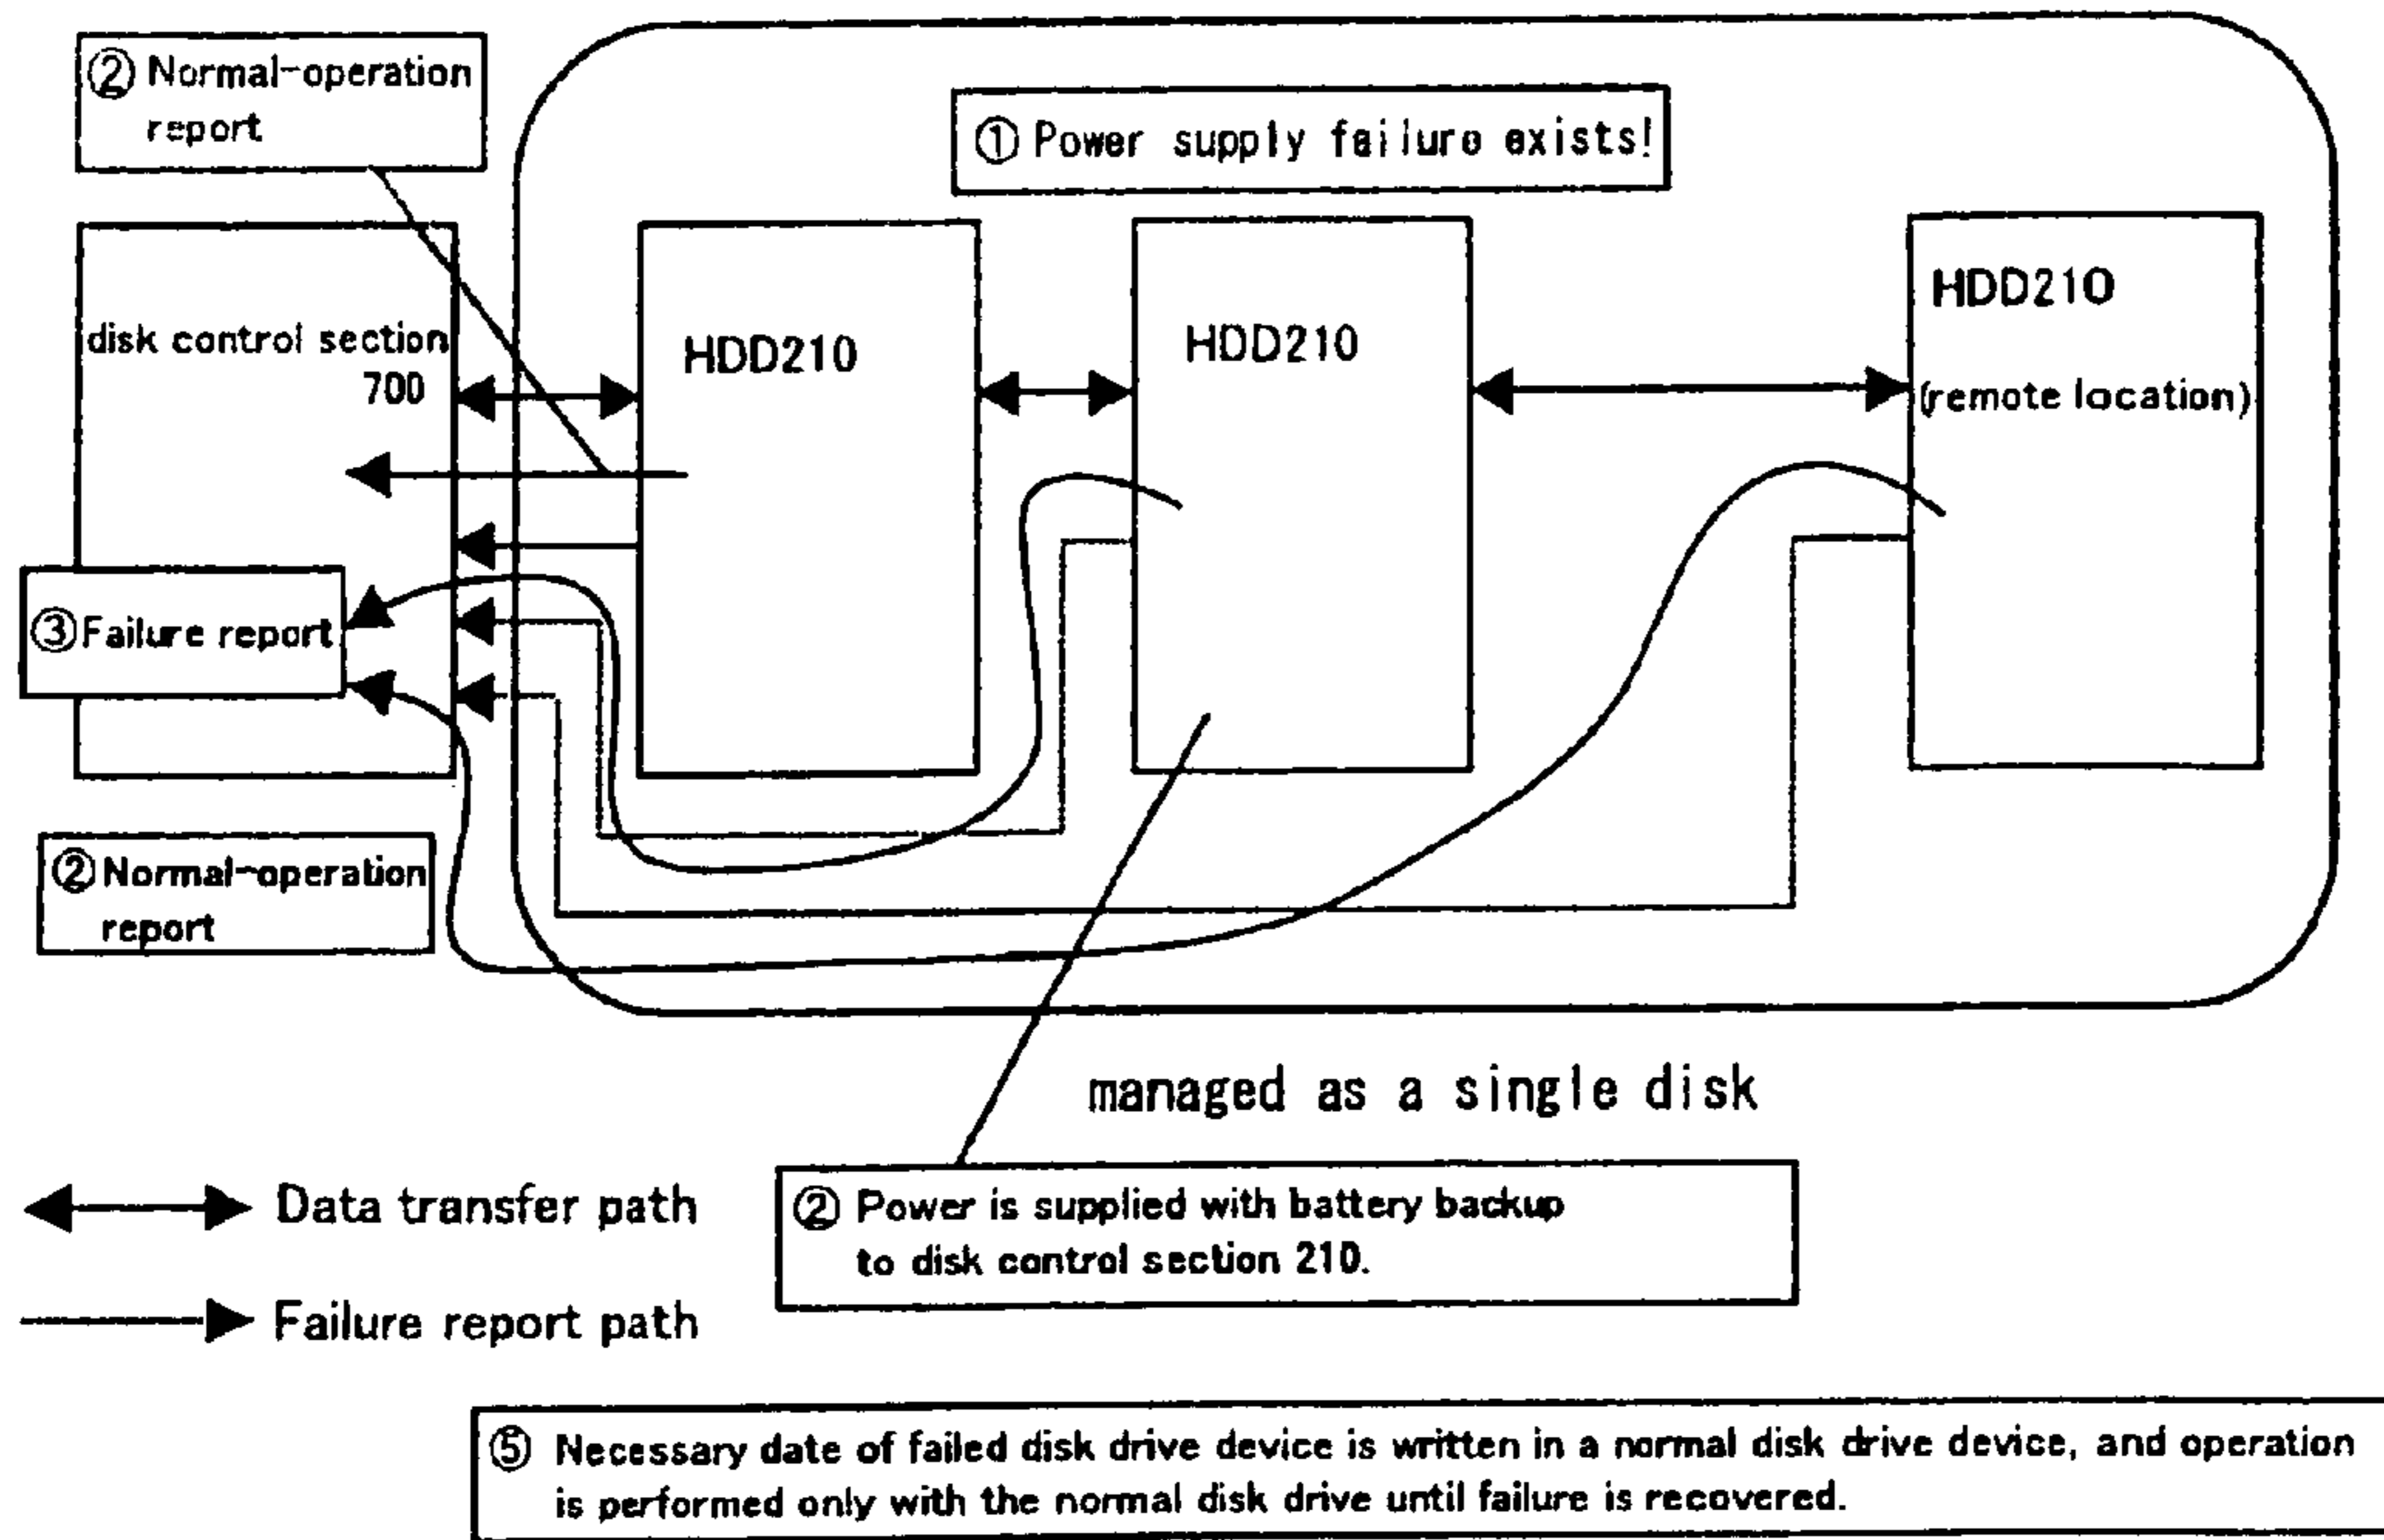 ② Normal-operation
report
① Power supply failure exists!
disk control section
700
HDD210
HDD210
HDD210
(remote location)
③Failure report
② Normal-operation
report
managed as a single disk
Data transfer path
② Power is supplied with battery backup
to disk control section 210.
Failure report path
⑤ Necessary date of failed disk drive device is written in a normal disk drive device, and operation
is performed only with the normal disk drive until failure is recovered.